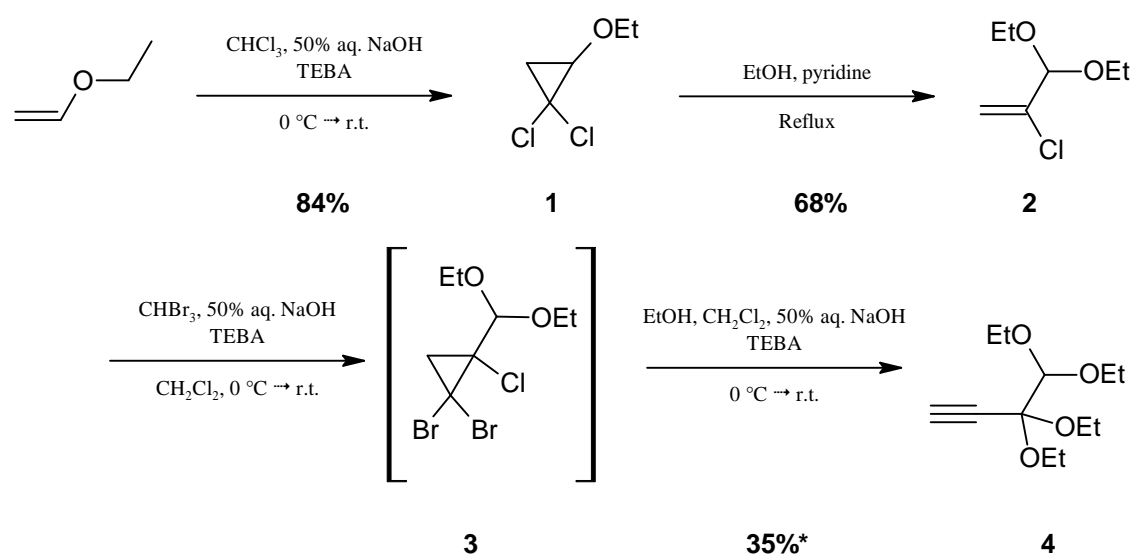 OEt
CHCl3, 50% aq. NaOH
TEBA
0 °C ⇢ r.t.
O
Cl
Cl
EtOH, pyridine
Reflux
EtO
OEt
Cl
84%
1
68%
2
CHBr3, 50% aq. NaOH
TEBA
CH2Cl2, 0 °C ⇢ r.t.
EtO
OEt
Cl
Br
Br
EtOH, CH2Cl2, 50% aq. NaOH
TEBA
0 °C ⇢ r.t.
EtO
OEt
OEt
OEt
3
35%*
4